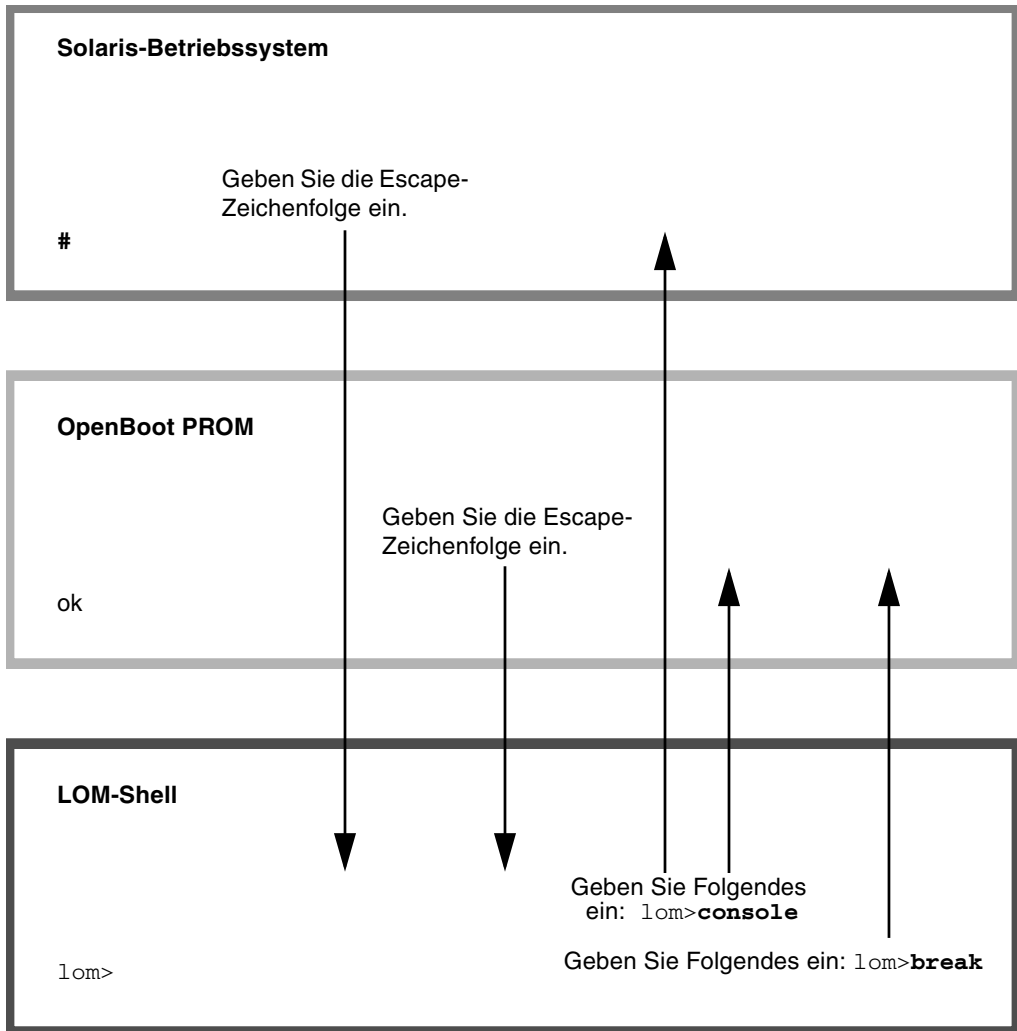 Solaris-Betriebssystem
Geben Sie die Escape-
Zeichenfolge ein.
#
OpenBoot PROM
Geben Sie die Escape-
Zeichenfolge ein.
ok
LOM-Shell
Geben Sie Folgendes
ein: lom>console
Geben Sie Folgendes ein: lom>break
lom>